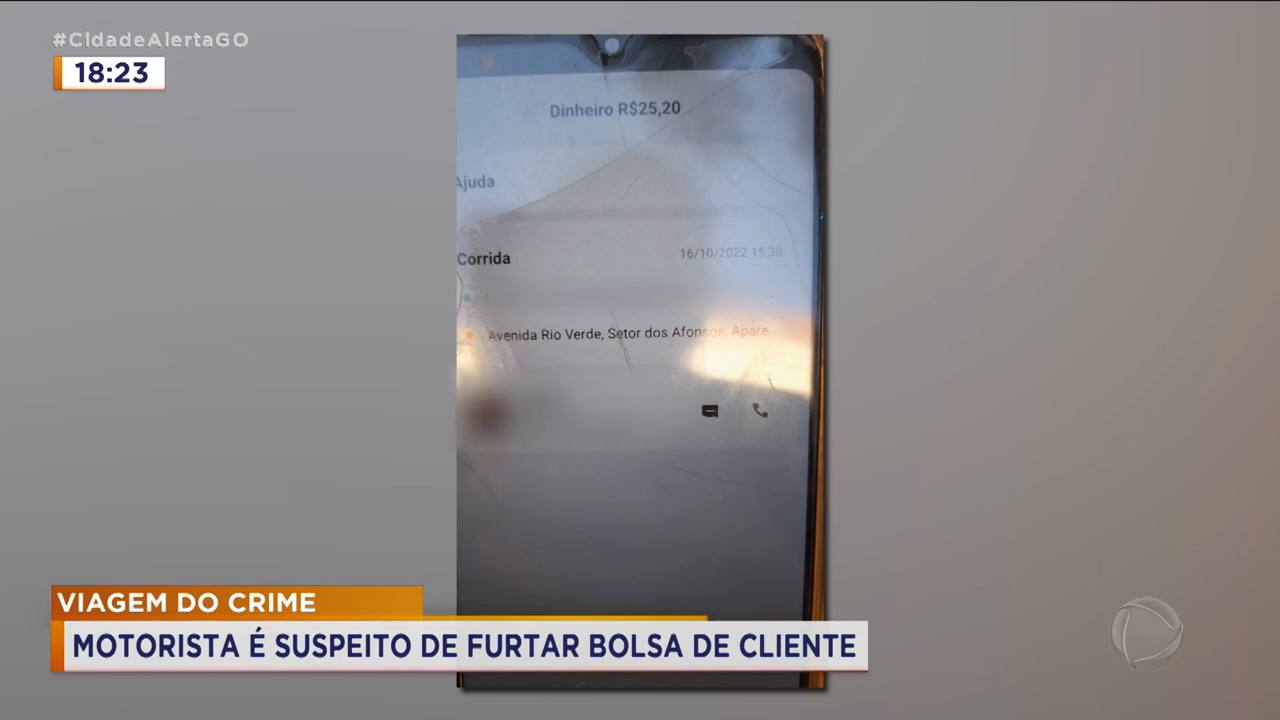 #CIdadeAlertaGO
18:23
Dinheiro R$25,20
Ajuda
Corrida
16/10/2022 15:30
Avenida Rio Verde, Setor dos Afonsos, Apare...
VIAGEM DO CRIME
MOTORISTA É SUSPEITO DE FURTAR BOLSA DE CLIENTE